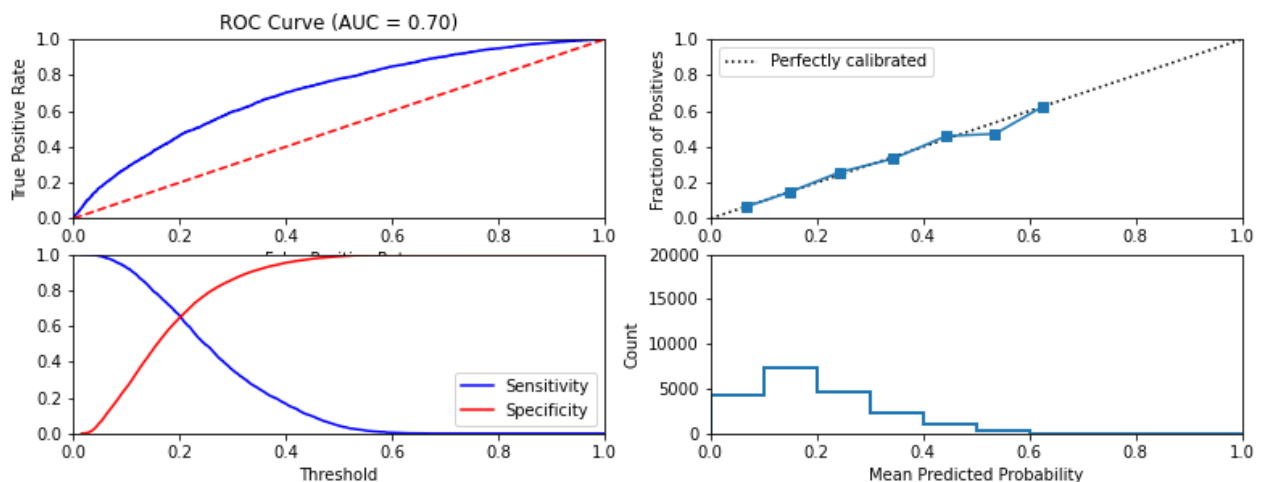 ROC Curve (AUC = 0.70)
True Positive Rate
1.0
0.8
0.6
0.4
0.2
0.0
0.0 0.2 0.4 0.6 0.8 1.0
Fraction of Positives
1.0
0.8
0.6
0.4
0.2
0.0
Perfectly calibrated
0.0 0.2 0.4 0.6 0.8 1.0
1.0
0.8
0.6
0.4
0.2
0.0
Sensitivity
Specificity
0.0 0.2 0.4 0.6 0.8 1.0
Threshold
Count
20000
15000
10000
5000
0
0.0 0.2 0.4 0.6 0.8 1.0
Mean Predicted Probability